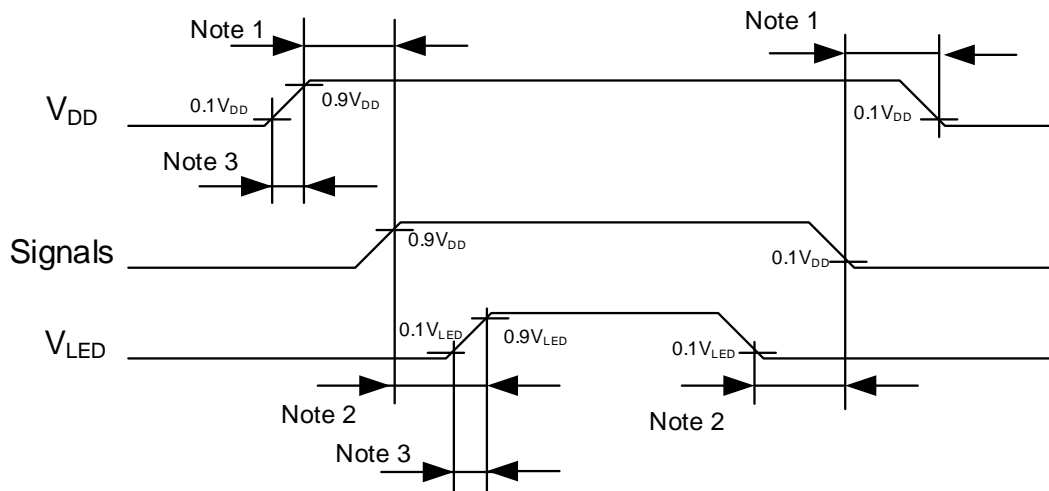 Note 1
Note 1
V_DD
0.1V_DD
0.9V_DD
0.1V_DD
Note 3
Signals
0.9V_DD
0.1V_DD
V_LED
0.1V_LED
0.9V_LED
0.1V_LED
Note 2
Note 2
Note 3